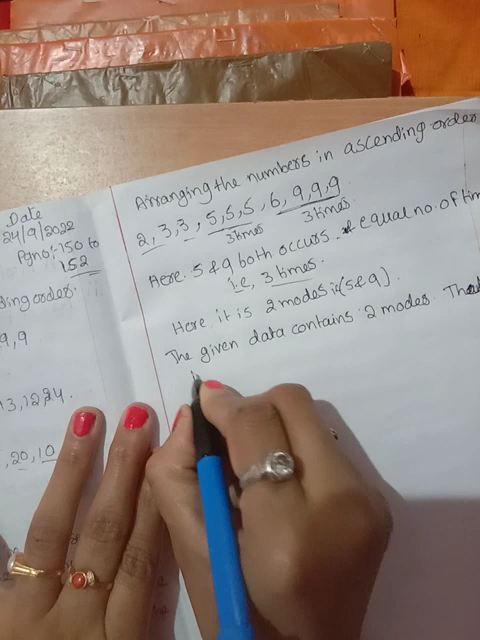 Date
24/9/2022
Pg no:-150 to
152
ding order.
9,9
13,12,24.
,20,10
Arranging the numbers in ascending order
2,3,3,5,5,5,6,9,9,9
3times 3times
Here 5&9 both occurs equal no. of
i.e, 3 times.
Here it is 2 modes i.(5&9).
The given data contains 2 modes.